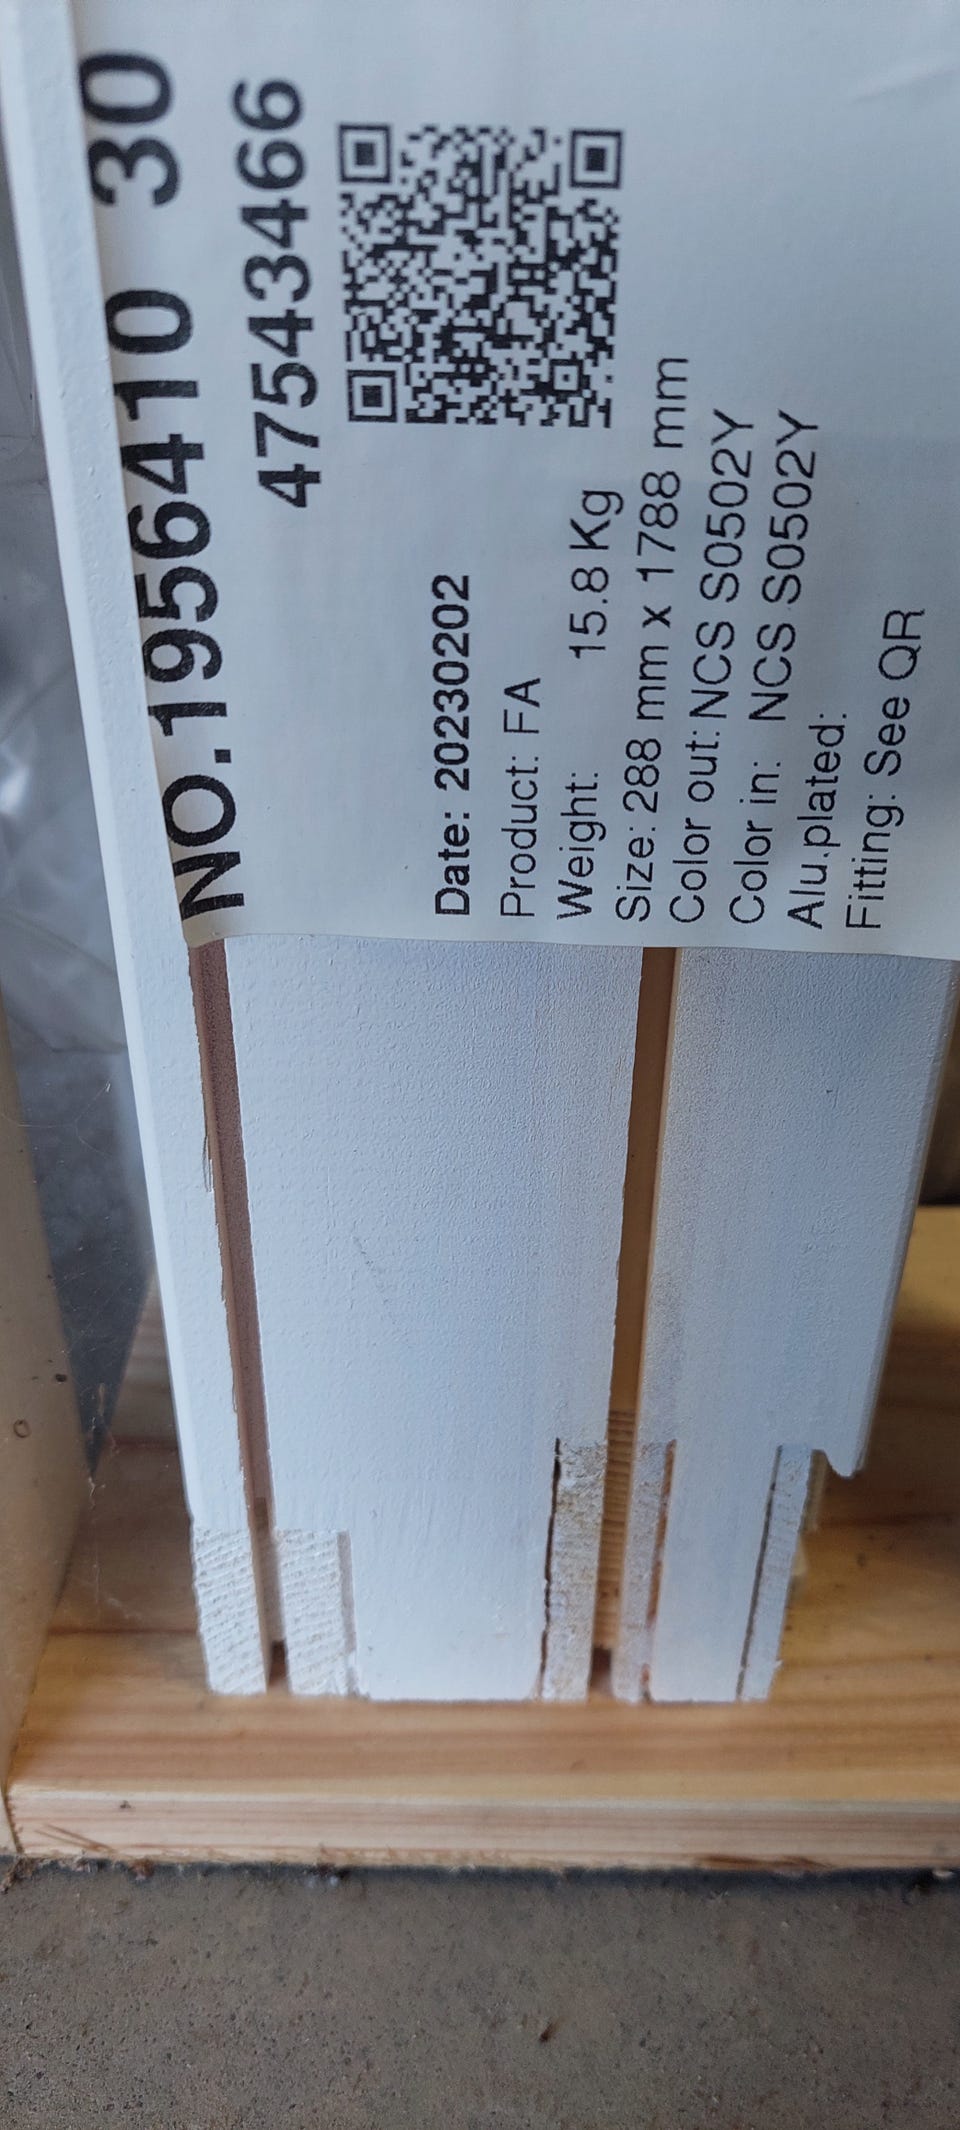 NO.1956410 30
47543466
Date: 20230202
Product: FA
Weight: 15.8 Kg
Size: 288 mm x 1788 mm
Color out: NCS S0502Y
Color in: NCS S0502Y
Alu.plated:
Fitting: See QR